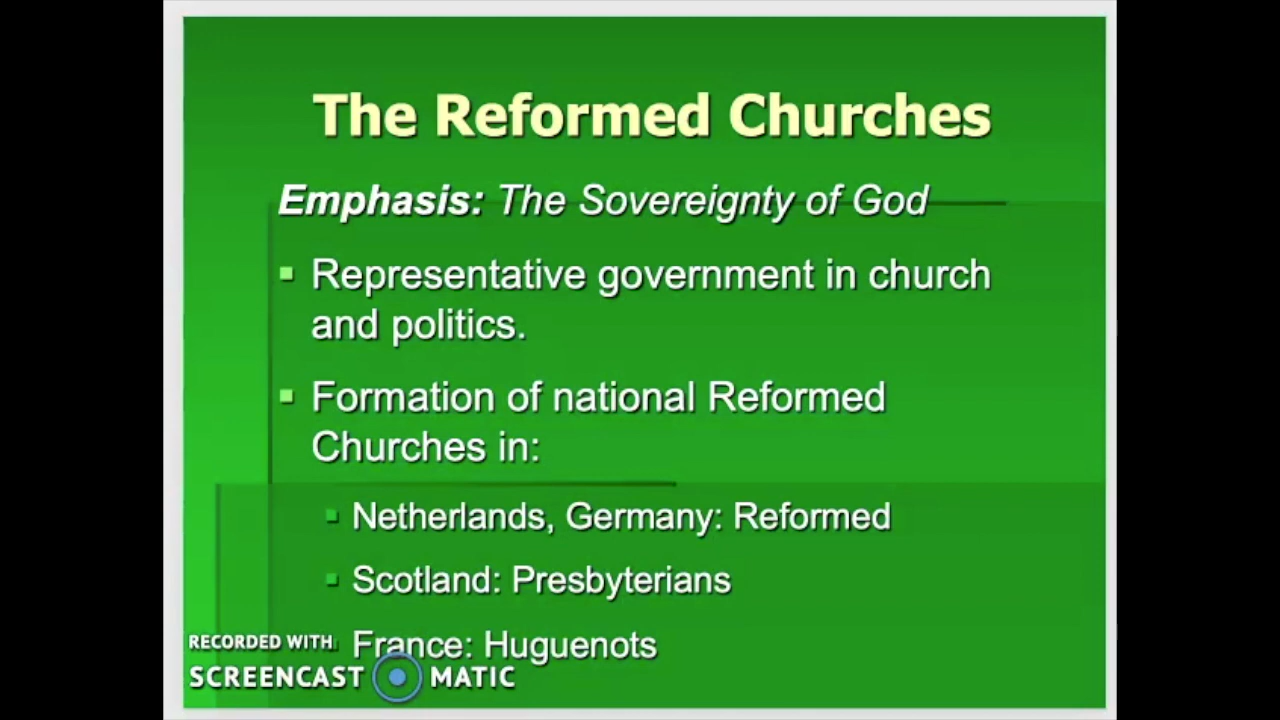 The Reformed Churches
Emphasis: The Sovereignty of God
Representative government in church
and politics.
Formation of national Reformed
Churches in:
Netherlands, Germany: Reformed
Scotland: Presbyterians
France: Huguenots
RECORDED WITH
SCREENCAST MATIC